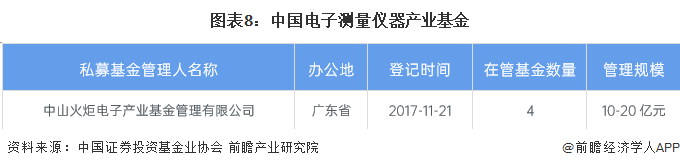 图表8：中国电子测量仪器产业基金
私募基金管理人名称 办公地 登记时间 在管基金数量 管理规模
中山火炬电子产业基金管理有限公司 广东省 2017-11-21 4 10-20 亿元
资料来源：中国证券投资基金业协会 前瞻产业研究院 @前瞻经济学人APP